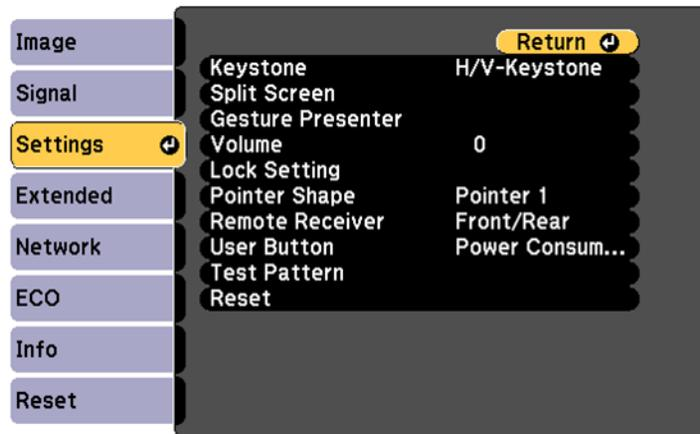 Image
Signal
Settings
Extended
Network
ECO
Info
Reset
Return
Keystone H/V-Keystone
Split Screen
Gesture Presenter
Volume 0
Lock Setting
Pointer Shape Pointer 1
Remote Receiver Front/Rear
User Button Power Consum...
Test Pattern
Reset